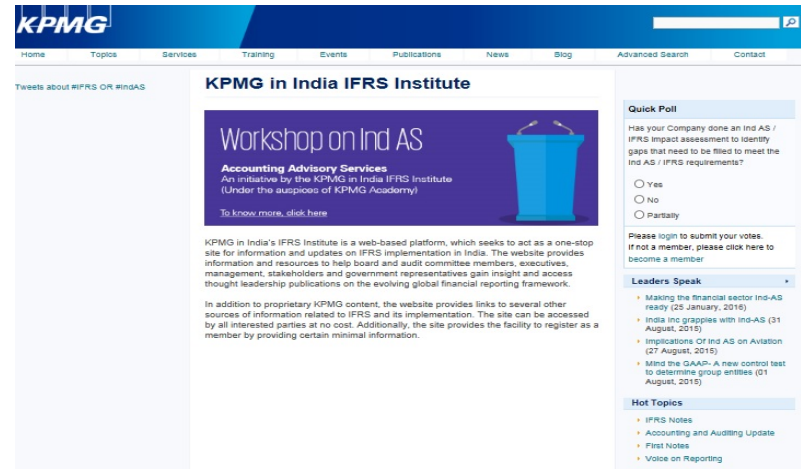 KPMG
Home Topics Services Training Events Publications News Blog Advanced Search Contact
Tweets about #IFRS OR #IndAS
KPMG in India IFRS Institute
Workshop on Ind AS
Accounting Advisory Services
An initiative by the KPMG in India IFRS Institute
(Under the auspices of KPMG Academy)
To know more, click here
KPMG in India's IFRS Institute is a web-based platform, which seeks to act as a one-stop
site for information and updates on IFRS implementation in India. The website provides
information and resources to help board and audit committee members, executives,
management, stakeholders and government representatives gain insight and access
thought leadership publications on the evolving global financial reporting framework.
In addition to proprietary KPMG content, the website provides links to several other
sources of information related to IFRS and its implementation. The site can be accessed
by all interested parties at no cost. Additionally, the site provides the facility to register as a
member by providing certain minimal information.
Quick Poll
Has your Company done an Ind AS /
IFRS impact assessment to identify
gaps that need to be filled to meet the
Ind AS / IFRS requirements?
Yes
No
Partially
Please login to submit your votes.
If not a member, please click here to
become a member
Leaders Speak
Making the financial sector Ind-AS
ready (25 January, 2016)
India Inc grapples with Ind-AS (31
August, 2015)
Implications Of Ind AS on Aviation
(27 August, 2015)
Mind the GAAP- A new control test
to determine group entities (01
August, 2015)
Hot Topics
IFRS Notes
Accounting and Auditing Update
First Notes
Voice on Reporting